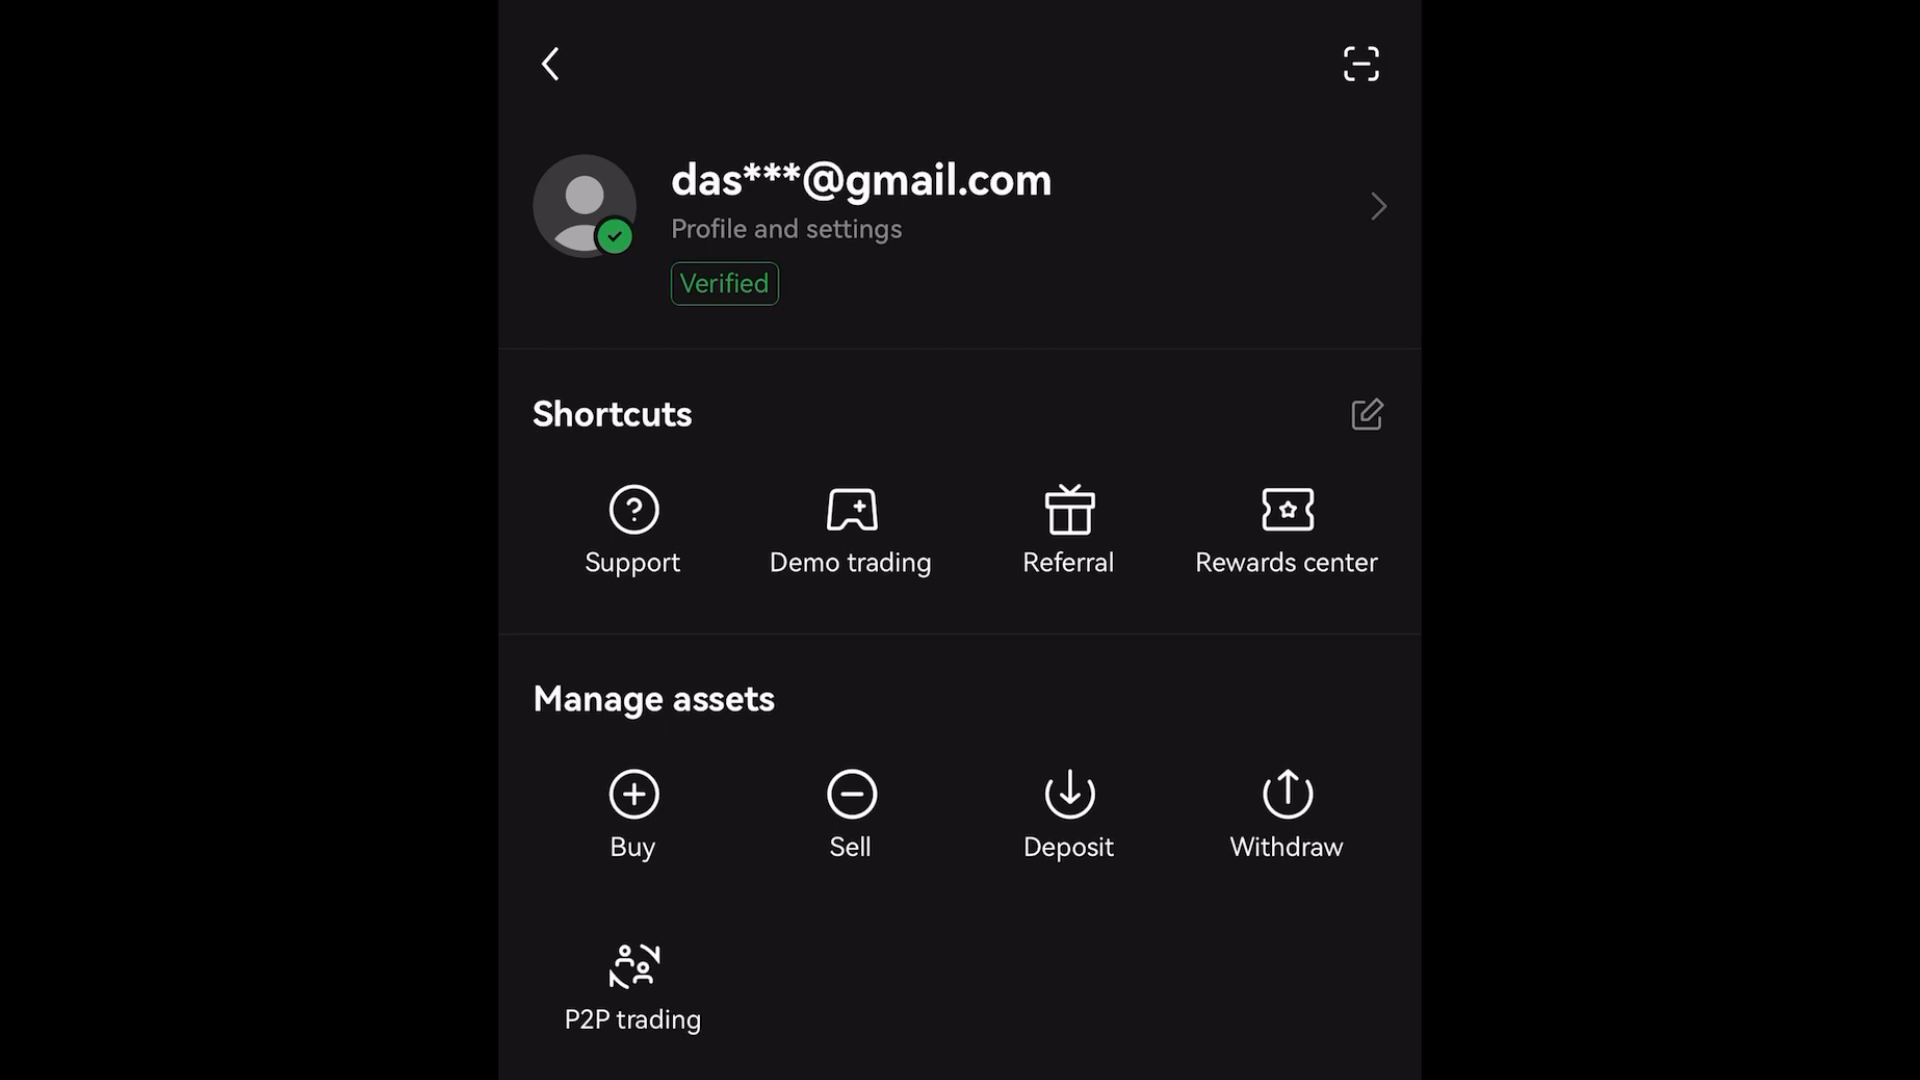 das***@gmail.com
Profile and settings
Verified
Shortcuts
Support
Demo trading
Referral
Rewards center
Manage assets
Buy
Sell
Deposit
Withdraw
P2P trading